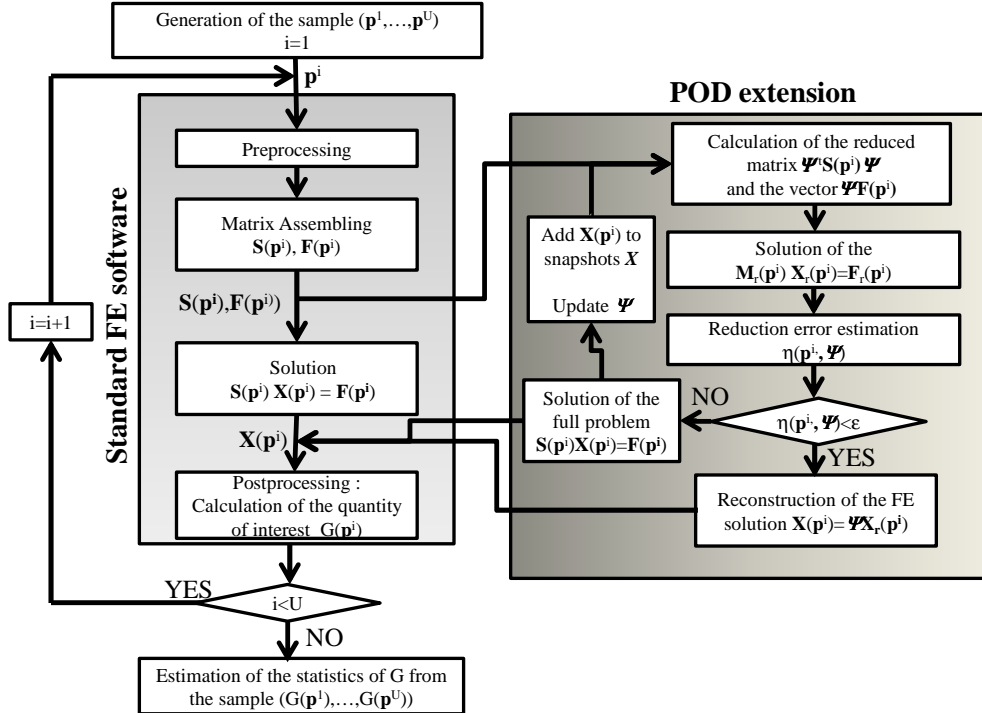 Generation of the sample (p¹,…,pᵁ)
i=1
pⁱ
Standard FE software
Preprocessing
Matrix Assembling
S(pⁱ), F(pⁱ)
S(pⁱ),F(pⁱ⁾)
Solution
S(pⁱ) X(pⁱ) = F(pⁱ)
X(pⁱ)
Postprocessing :
Calculation of the quantity
of interest G(pⁱ)
i=i+1
YES
i<U
NO
Estimation of the statistics of G from
the sample (G(p¹),…,G(pᵁ))
POD extension
Calculation of the reduced
matrix ΨᵗS(pⁱ) Ψ
and the vector ΨF(pⁱ)
Solution of the
Mᵣ(pⁱ) Xᵣ(pⁱ)=Fᵣ(pⁱ)
Reduction error estimation
η(pⁱ·, Ψ)
η(pⁱ·, Ψ)<ε
NO
YES
Solution of the
full problem
S(pⁱ)X(pⁱ)=F(pⁱ)
Add X(pⁱ) to
snapshots X
Update Ψ
Reconstruction of the FE
solution X(pⁱ)= ΨXᵣ(pⁱ)